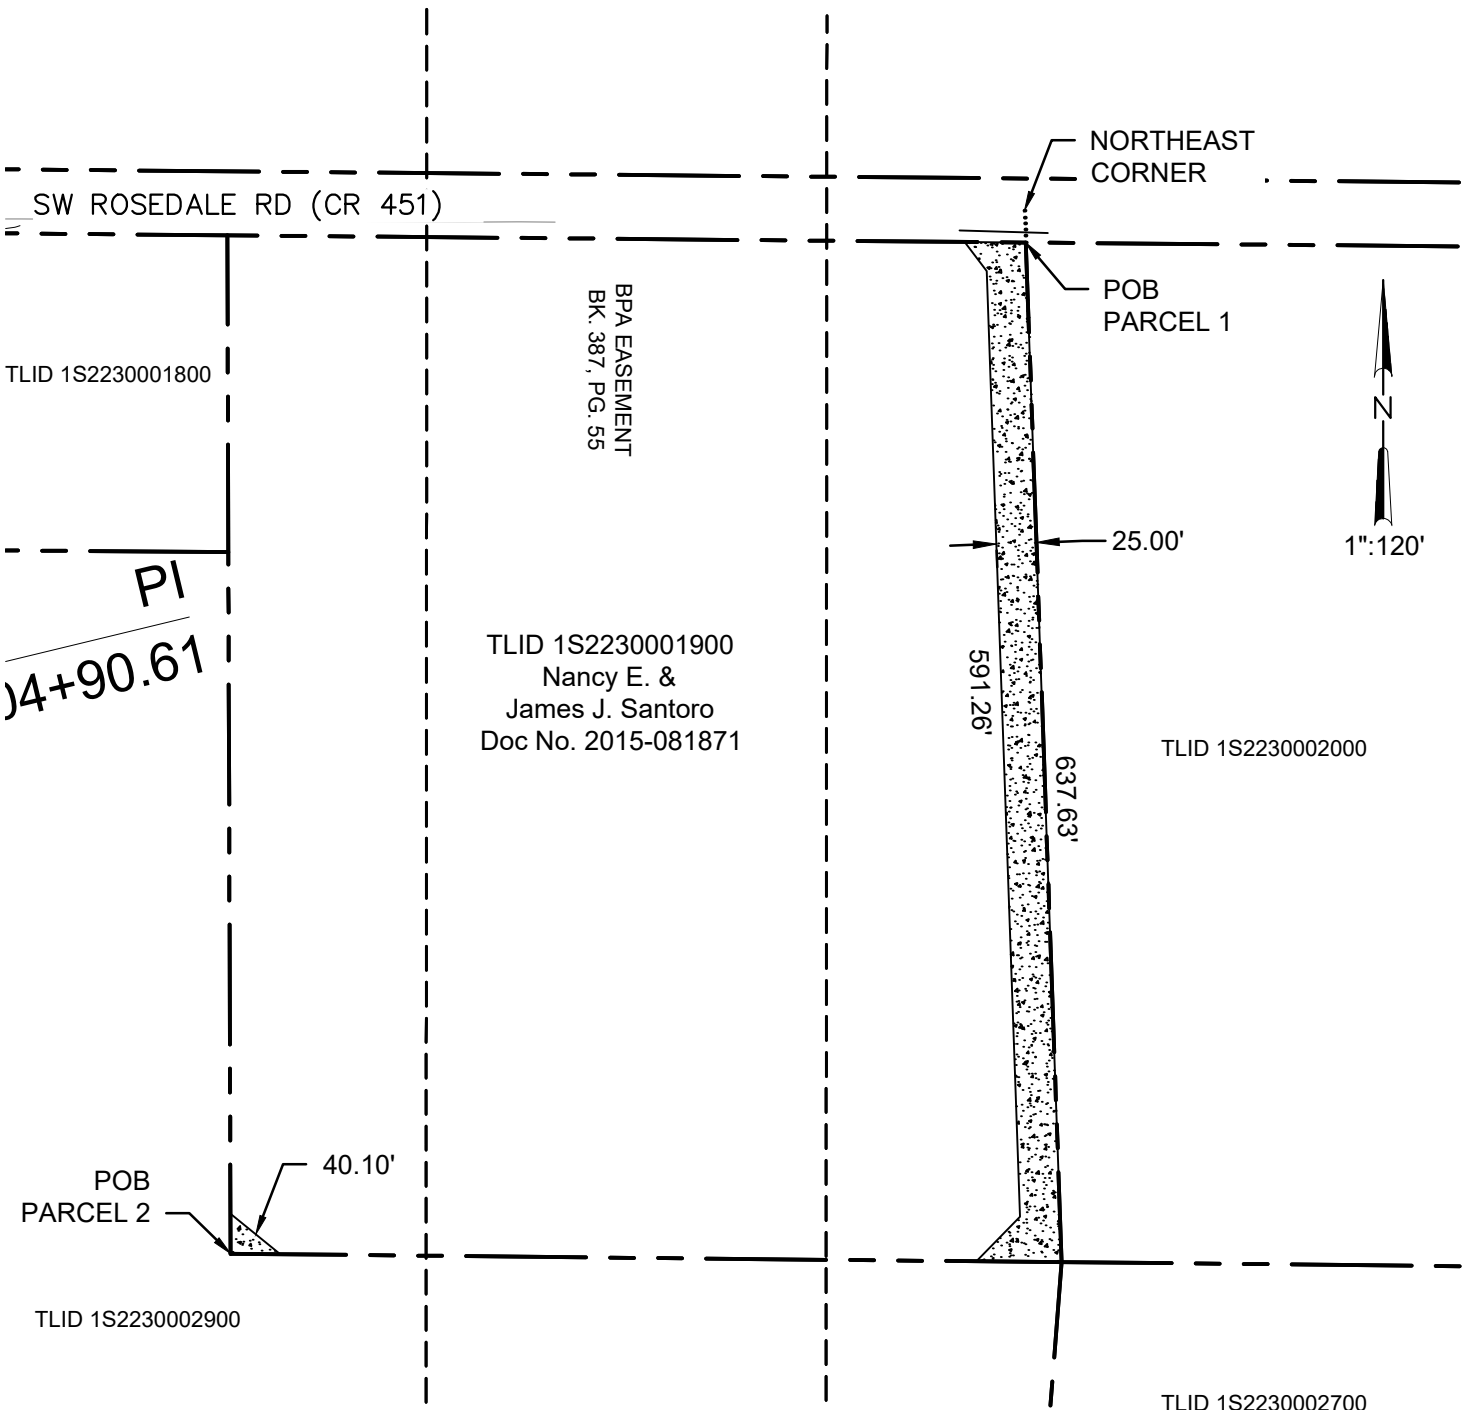 NORTHEAST
CORNER
SW ROSEDALE RD (CR 451)
POB
PARCEL 1
BPA EASEMENT
BK. 387, PG. 55
TLID 1S2230001800
N
1":120'
25.00'
PI
04+90.61
TLID 1S2230001900
Nancy E. &
James J. Santoro
Doc No. 2015-081871
591.26'
637.63'
TLID 1S2230002000
40.10'
POB
PARCEL 2
TLID 1S2230002900
TLID 1S2230002700